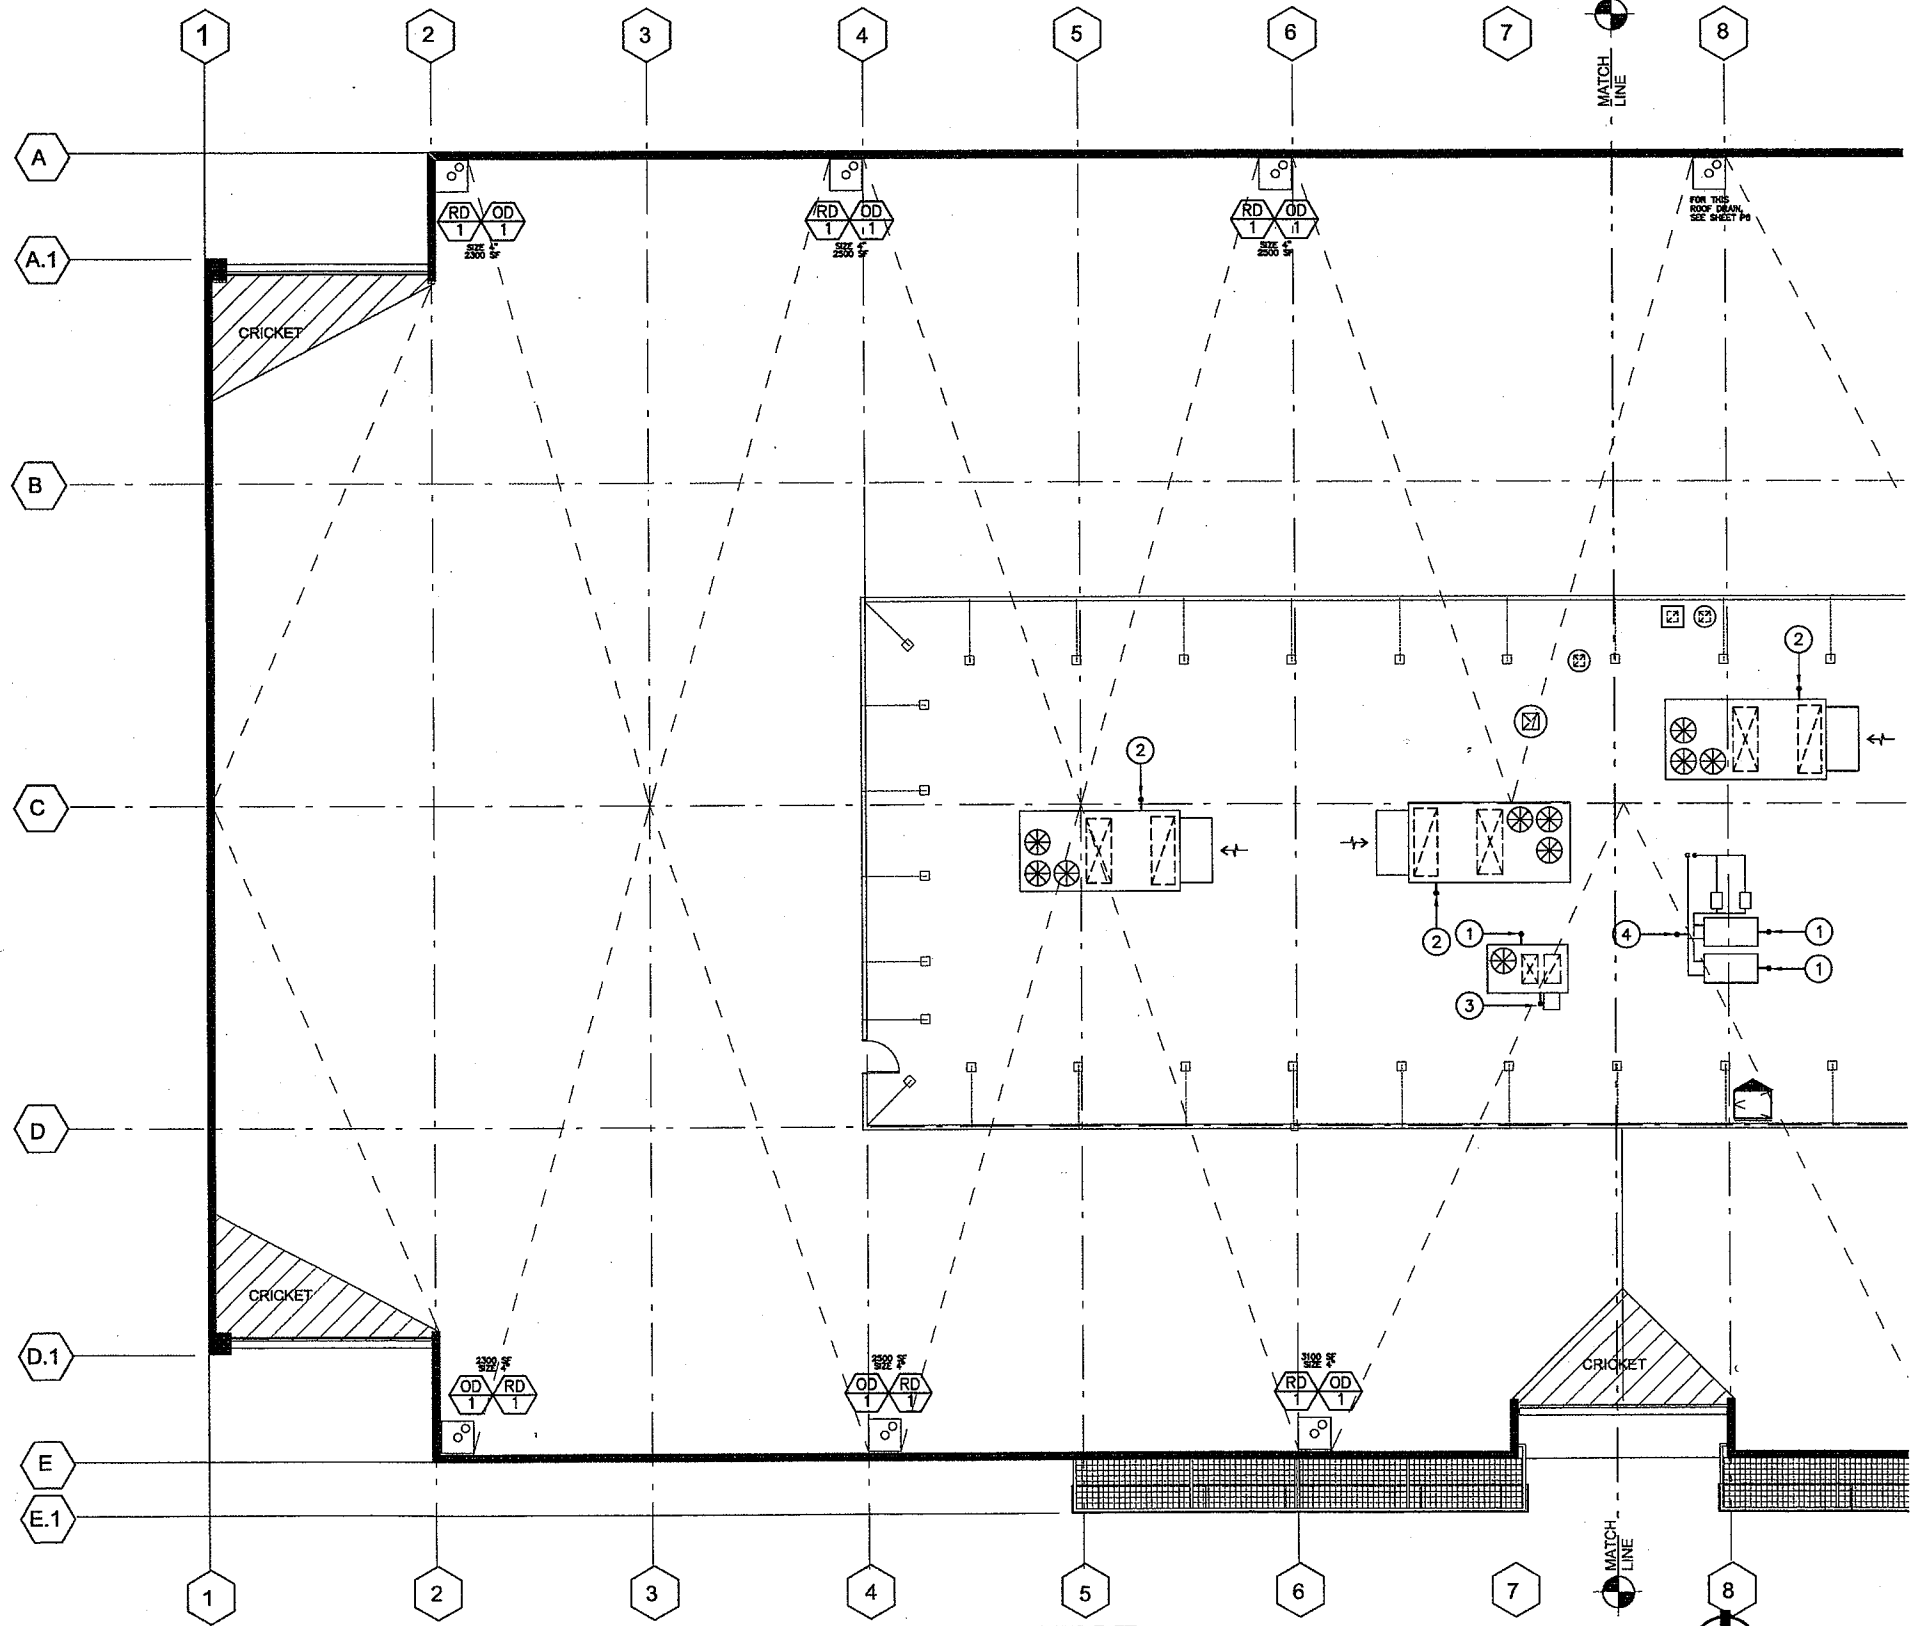 1
2
3
4
5
6
7
8
MATCH
LINE
A
RD
1
OD
1
SIZE 4"
2300 SF
RD
1
OD
1
SIZE 4"
2500 SF
RD
1
OD
1
SIZE 4"
2500 SF
FOR THIS
ROOF DRAIN,
SEE SHEET P6
A.1
CRICKET
B
2
2
C
2
1
4
1
1
3
D
CRICKET
D.1
2300 SF
SIZE 4"
OD
1
RD
1
2500 SF
SIZE 4"
OD
1
RD
1
3100 SF
SIZE 4"
RD
1
OD
1
CRICKET
E
E.1
MATCH
LINE
1
2
3
4
5
6
7
8